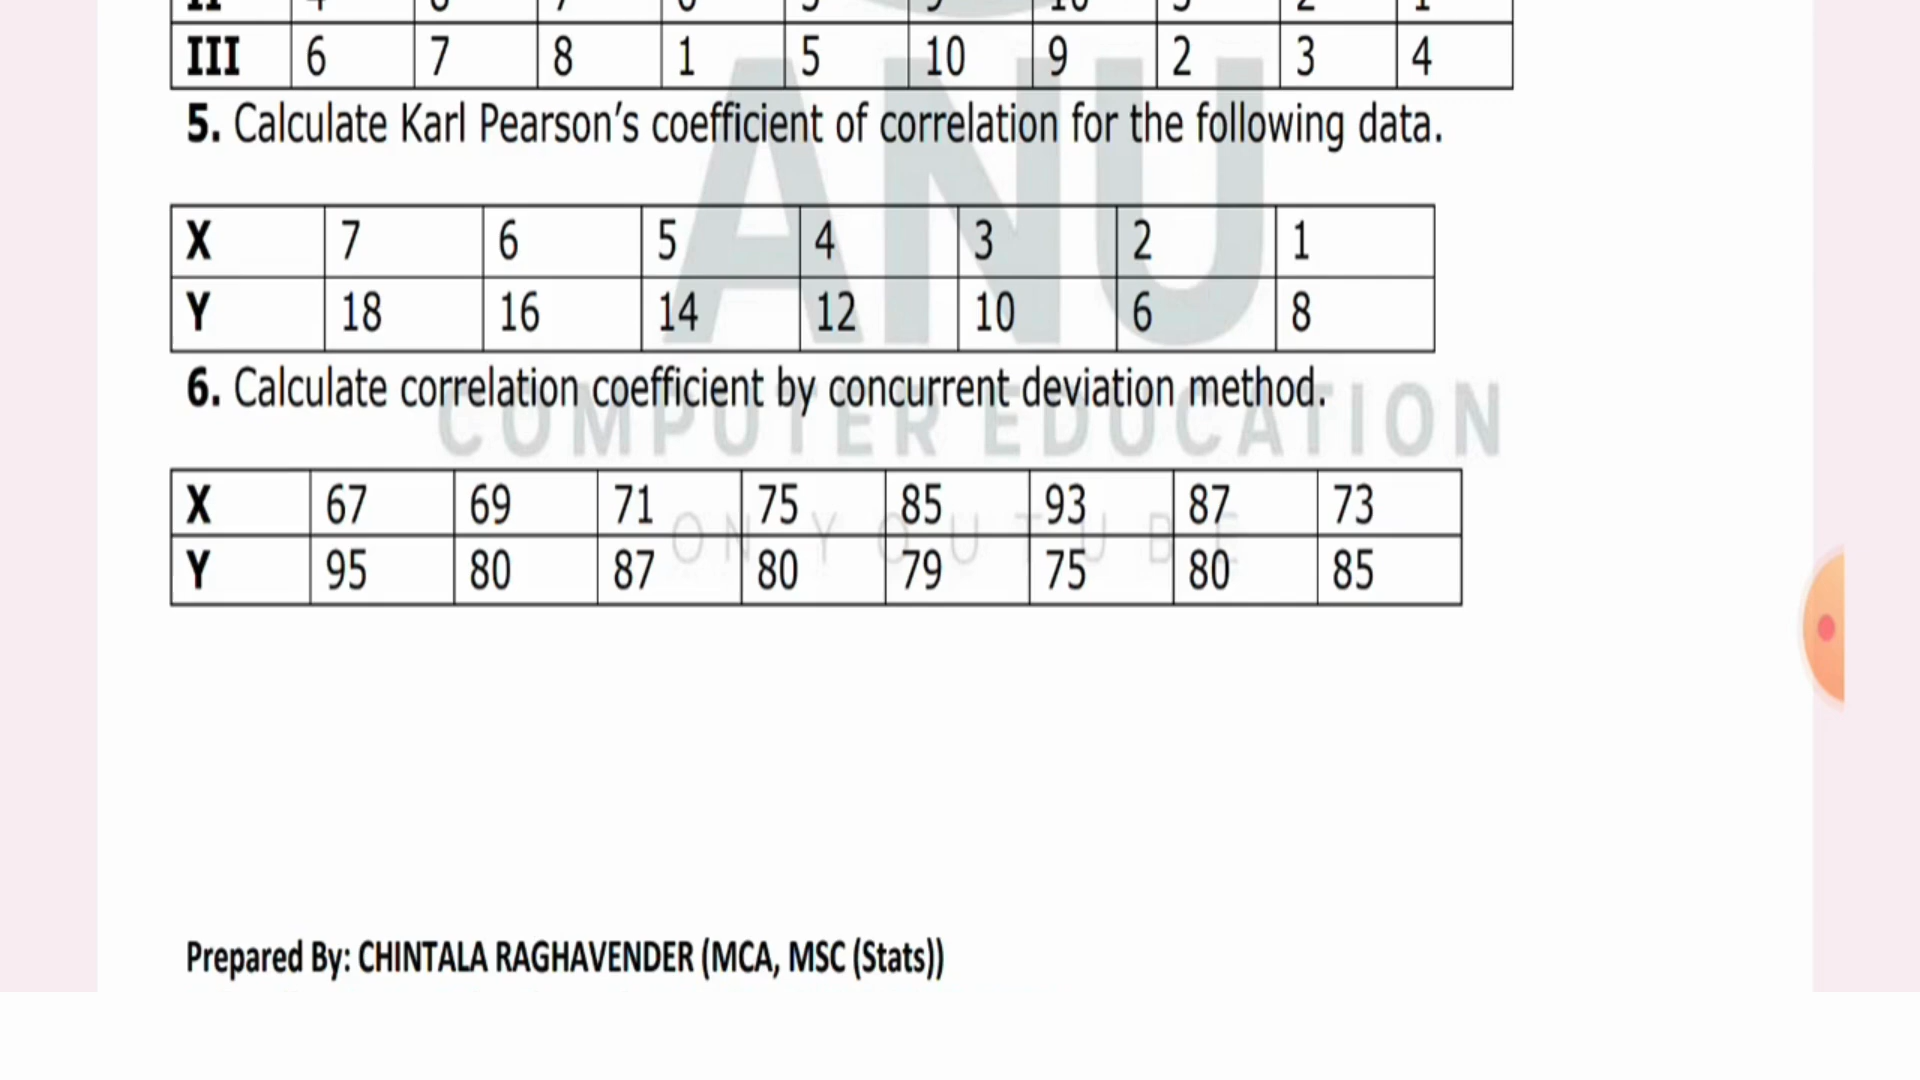 III 6 7 8 1 5 10 9 2 3 4
5. Calculate Karl Pearson’s coefficient of correlation for the following data.
X 7 6 5 4 3 2 1
Y 18 16 14 12 10 6 8
6. Calculate correlation coefficient by concurrent deviation method.
X 67 69 71 75 85 93 87 73
Y 95 80 87 80 79 75 80 85
ANU
COMPUTER EDUCATION
ON YOUTUBE
Prepared By: CHINTALA RAGHAVENDER (MCA, MSC (Stats))